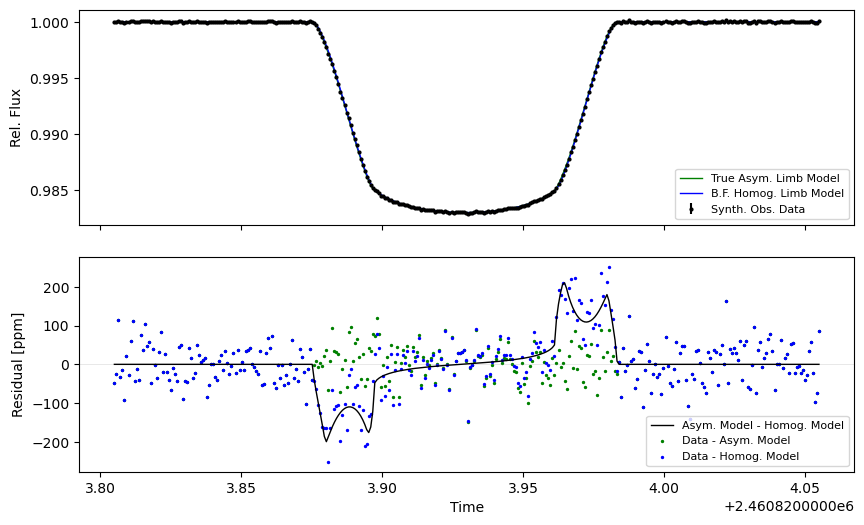 1.000
0.995
0.990
0.985
Rel. Flux
True Asym. Limb Model
B.F. Homog. Limb Model
Synth. Obs. Data
200
100
0
−100
−200
Residual [ppm]
Asym. Model - Homog. Model
Data - Asym. Model
Data - Homog. Model
3.80
3.85
3.90
3.95
4.00
4.05
Time
+2.4608200000e6